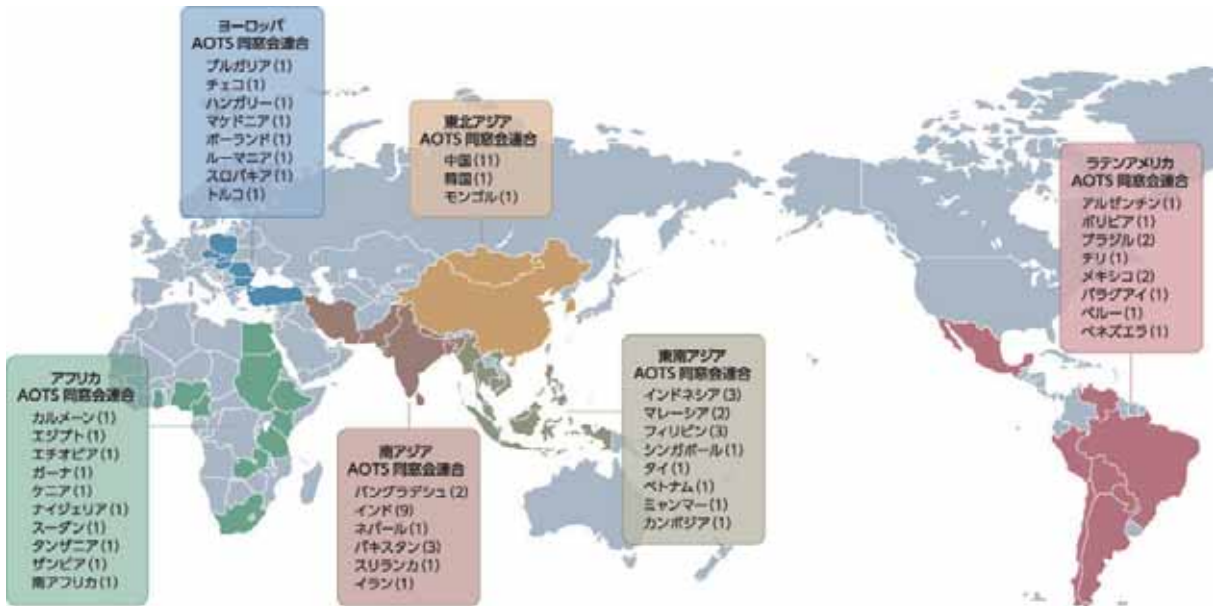 ヨーロッパ
AOTS 同窓会連合
ブルガリア(1)
チェコ(1)
ハンガリー(1)
マケドニア(1)
ポーランド(1)
ルーマニア(1)
スロバキア(1)
トルコ(1)
東北アジア
AOTS 同窓会連合
中国(11)
韓国(1)
モンゴル(1)
ラテンアメリカ
AOTS 同窓会連合
アルゼンチン(1)
ボリビア(1)
ブラジル(2)
チリ(1)
メキシコ(2)
パラグアイ(1)
ペルー(1)
ベネズエラ(1)
アフリカ
AOTS 同窓会連合
カルメーン(1)
エジプト(1)
エチオピア(1)
ガーナ(1)
ケニア(1)
ナイジェリア(1)
スーダン(1)
タンザニア(1)
ザンビア(1)
南アフリカ(1)
南アジア
AOTS 同窓会連合
バングラデシュ(2)
インド(9)
ネパール(1)
パキスタン(3)
スリランカ(1)
イラン(1)
東南アジア
AOTS 同窓会連合
インドネシア(3)
マレーシア(2)
フィリピン(3)
シンガポール(1)
タイ(1)
ベトナム(1)
ミャンマー(1)
カンボジア(1)